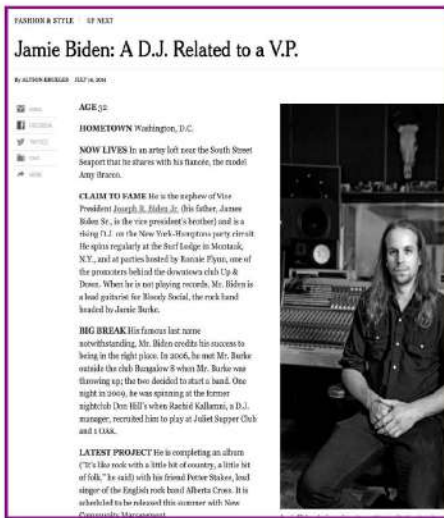 FASHION & STYLE | UP NEXT
Jamie Biden: A D.J. Related to a V.P.
By JULY
AGE 32
HOMETOWN Washington, D.C.
NOW LIVES In an artsy loft near the South Street
Seaport that he shares with his fiancée, the model
Amy Bracco.
CLAIM TO FAME He is the nephew of Vice
President Joseph R. Biden Jr. (his father, James
Biden Sr., is the vice president's brother) and is a
rising D.J. on the New York-Hamptons party circuit.
He spins regularly at the Surf Lodge in Montauk,
N.Y., and at parties hosted by Ronnie Flynn, one of
the promoters behind the downtown club Up &
Down. When he is not playing records, Mr. Biden is
a lead guitarist for Bloody Social, the rock band
headed by Jamie Burke.
BIG BREAK His famous last name
notwithstanding, Mr. Biden credits his success to
being in the right place. In 2006, he met Mr. Burke
outside the club Bungalow 8 when Mr. Burke was
throwing up; the two decided to start a band. One
night in 2009, he was spinning at the former
nightclub Don Hill's when Rachid Kallamni, a D.J.
manager, recruited him to play at Juliet Supper Club
and 1 OAK.
LATEST PROJECT He is completing an album
("It's like rock with a little bit of country, a little bit
of folk," he said) with his friend Petter Stakee, lead
singer of the English rock band Alberta Cross. It is
scheduled to be released this summer with New
Community Management.